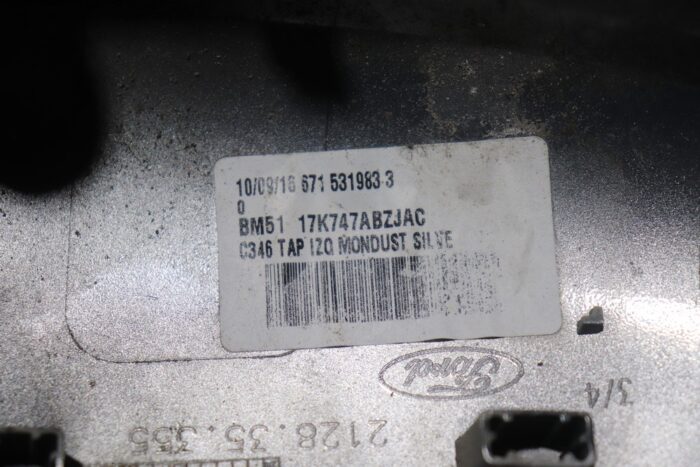 10/09/16 671 531983 3
0
BM51 17K747ABZJAC
C346 TAP IZQ MONDUST SILVE
Ford
3/4
2128.35.355